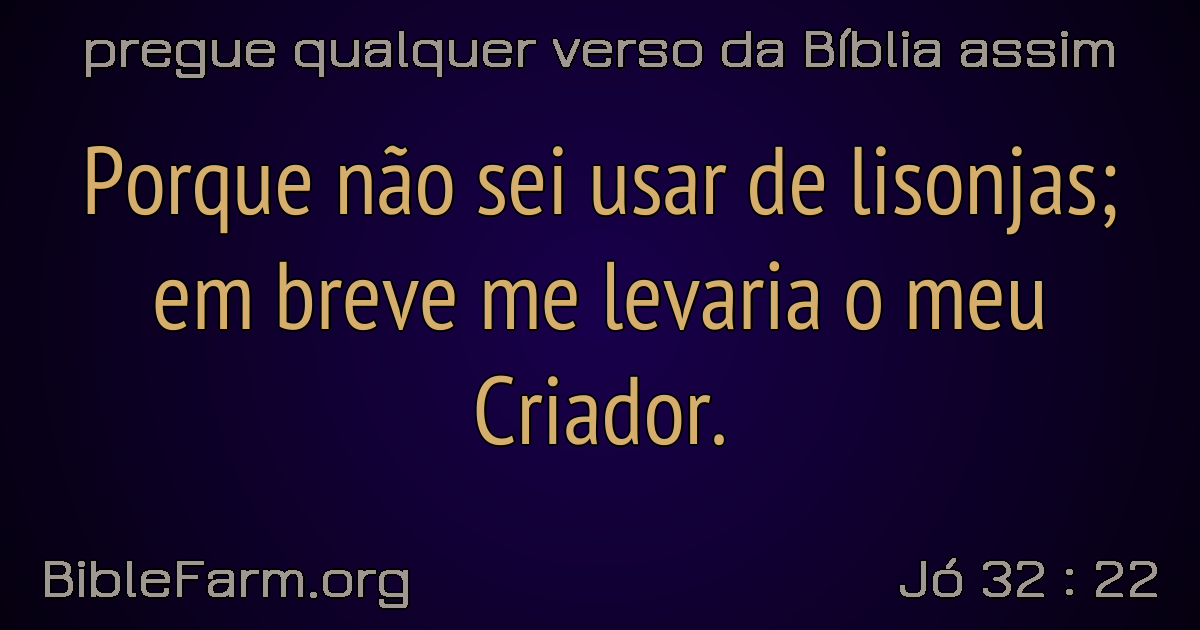 pregue qualquer verso da Bíblia assim
Porque não sei usar de lisonjas;
em breve me levaria o meu
Criador.
BibleFarm.org
Jó 32 : 22